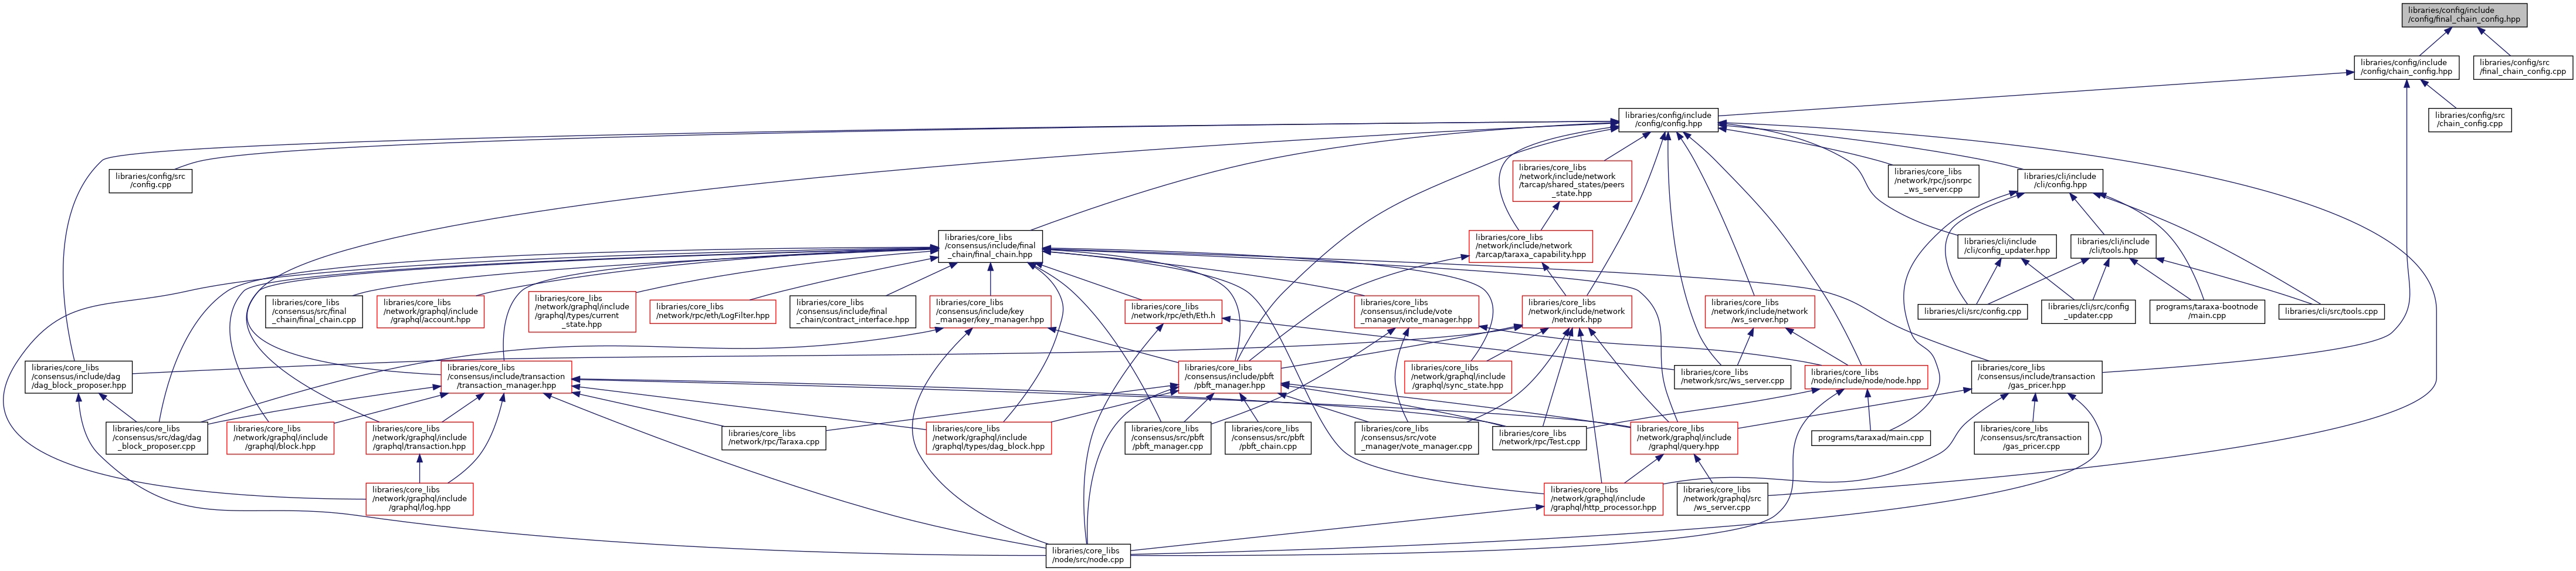 libraries/config/include
/config/final_chain_config.hpp
libraries/config/include
/config/chain_config.hpp
libraries/config/src
/final_chain_config.cpp
libraries/config/include
/config/config.hpp
libraries/config/src
/chain_config.cpp
libraries/config/src
/config.cpp
libraries/core_libs
/network/include/network
/tarcap/shared_states/peers
_state.hpp
libraries/core_libs
/network/rpc/jsonrpc
_ws_server.cpp
libraries/cli/include
/cli/config.hpp
libraries/core_libs
/consensus/include/final
_chain/final_chain.hpp
libraries/core_libs
/network/include/network
/tarcap/taraxa_capability.hpp
libraries/cli/include
/cli/config_updater.hpp
libraries/cli/include
/cli/tools.hpp
libraries/core_libs
/consensus/src/final
_chain/final_chain.cpp
libraries/core_libs
/network/graphql/include
/graphql/account.hpp
libraries/core_libs
/network/graphql/include
/graphql/types/current
_state.hpp
libraries/core_libs
/network/rpc/eth/LogFilter.hpp
libraries/core_libs
/consensus/include/final
_chain/contract_interface.hpp
libraries/core_libs
/consensus/include/key
_manager/key_manager.hpp
libraries/core_libs
/network/rpc/eth/Eth.h
libraries/core_libs
/consensus/include/vote
_manager/vote_manager.hpp
libraries/core_libs
/network/include/network
/network.hpp
libraries/core_libs
/network/include/network
/ws_server.hpp
libraries/cli/src/config.cpp
libraries/cli/src/config
_updater.cpp
programs/taraxa-bootnode
/main.cpp
libraries/cli/src/tools.cpp
libraries/core_libs
/consensus/include/dag
/dag_block_proposer.hpp
libraries/core_libs
/consensus/include/transaction
/transaction_manager.hpp
libraries/core_libs
/consensus/include/pbft
/pbft_manager.hpp
libraries/core_libs
/network/graphql/include
/graphql/sync_state.hpp
libraries/core_libs
/network/src/ws_server.cpp
libraries/core_libs
/node/include/node/node.hpp
libraries/core_libs
/consensus/include/transaction
/gas_pricer.hpp
libraries/core_libs
/consensus/src/dag/dag
_block_proposer.cpp
libraries/core_libs
/network/graphql/include
/graphql/block.hpp
libraries/core_libs
/network/graphql/include
/graphql/transaction.hpp
libraries/core_libs
/network/rpc/Taraxa.cpp
libraries/core_libs
/network/graphql/include
/graphql/types/dag_block.hpp
libraries/core_libs
/consensus/src/pbft
/pbft_manager.cpp
libraries/core_libs
/consensus/src/pbft
/pbft_chain.cpp
libraries/core_libs
/consensus/src/vote
_manager/vote_manager.cpp
libraries/core_libs
/network/rpc/Test.cpp
libraries/core_libs
/network/graphql/include
/graphql/query.hpp
programs/taraxad/main.cpp
libraries/core_libs
/consensus/src/transaction
/gas_pricer.cpp
libraries/core_libs
/network/graphql/include
/graphql/log.hpp
libraries/core_libs
/network/graphql/include
/graphql/http_processor.hpp
libraries/core_libs
/network/graphql/src
/ws_server.cpp
libraries/core_libs
/node/src/node.cpp